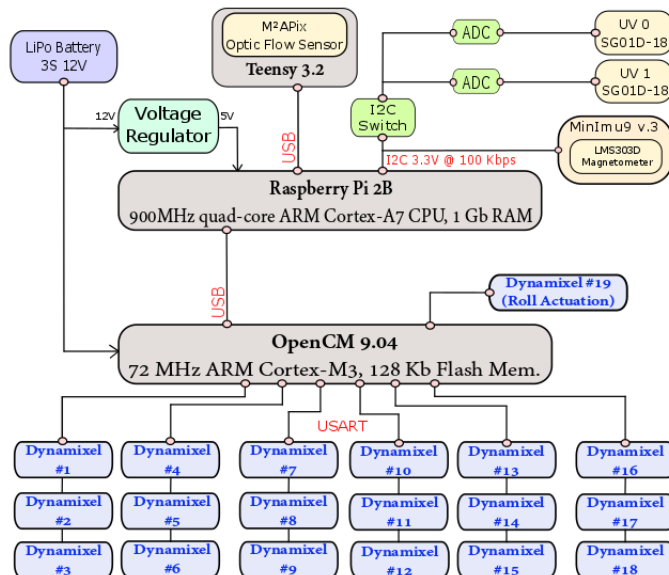 LiPo Battery
3S 12V
M²APix
Optic Flow Sensor
Teensy 3.2
ADC
UV 0
SG01D-18
ADC
UV 1
SG01D-18
12V
Voltage
Regulator
5V
USB
I2C
Switch
I2C 3.3V @ 100 Kbps
MinImu9 v.3
LMS303D
Magnetometer
Raspberry Pi 2B
900MHz quad-core ARM Cortex-A7 CPU, 1 Gb RAM
USB
Dynamixel #19
(Roll Actuation)
OpenCM 9.04
72 MHz ARM Cortex-M3, 128 Kb Flash Mem.
USART
Dynamixel
#1
Dynamixel
#4
Dynamixel
#7
Dynamixel
#10
Dynamixel
#13
Dynamixel
#16
Dynamixel
#2
Dynamixel
#5
Dynamixel
#8
Dynamixel
#11
Dynamixel
#14
Dynamixel
#17
Dynamixel
#3
Dynamixel
#6
Dynamixel
#9
Dynamixel
#12
Dynamixel
#15
Dynamixel
#18